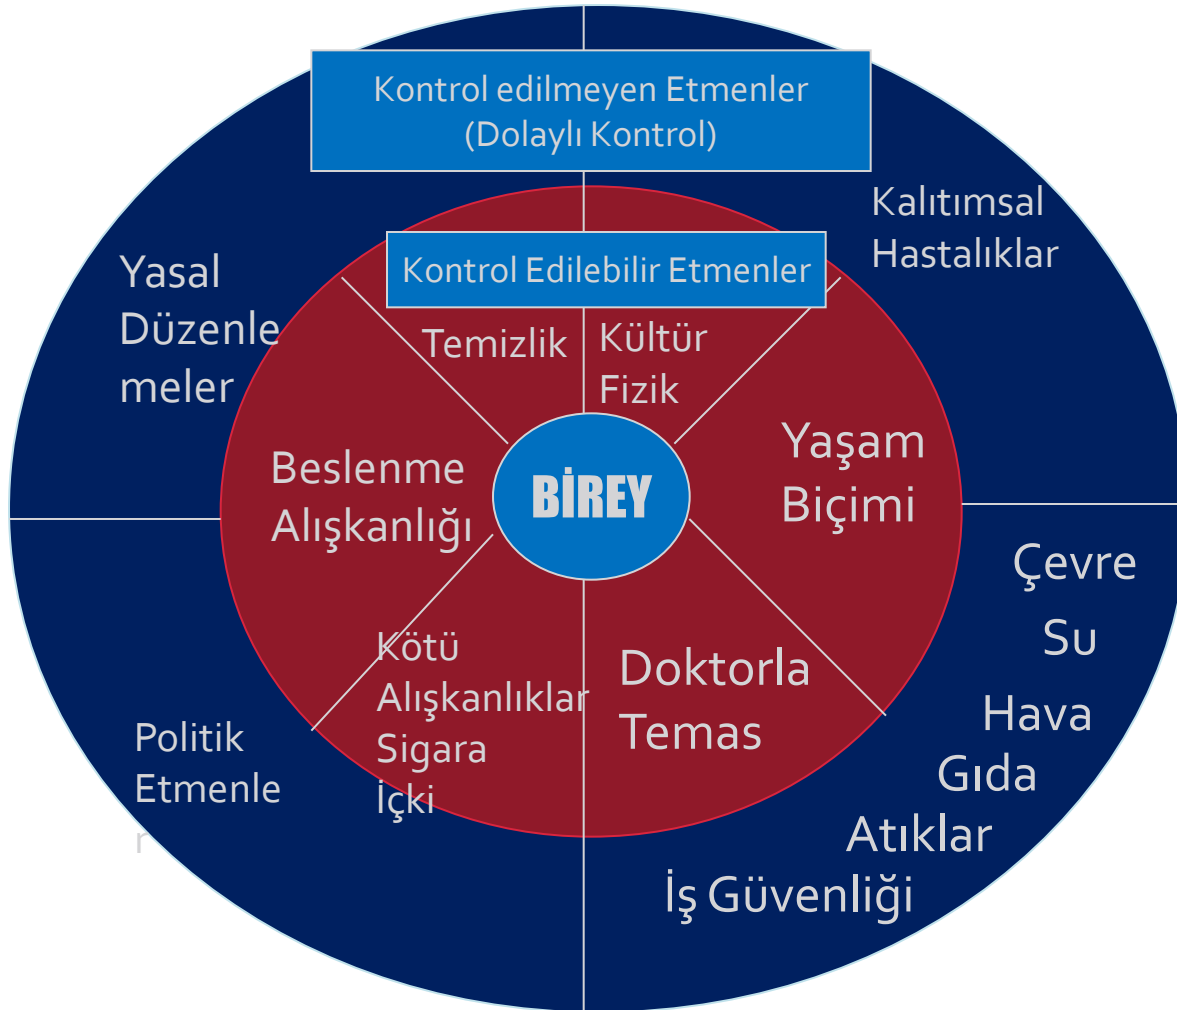 Kontrol edilmeyen Etmenler
(Dolaylı Kontrol)
Kalıtımsal
Hastalıklar
Yasal
Düzenle
meler
Kontrol Edilebilir Etmenler
Temizlik
Kültür
Fizik
Yaşam
Biçimi
Beslenme
Alışkanlığı
BİREY
Çevre
Su
Hava
Gıda
Atıklar
İş Güvenliği
Kötü
Alışkanlıklar
Sigara
İçki
Doktorla
Temas
Politik
Etmenle
r